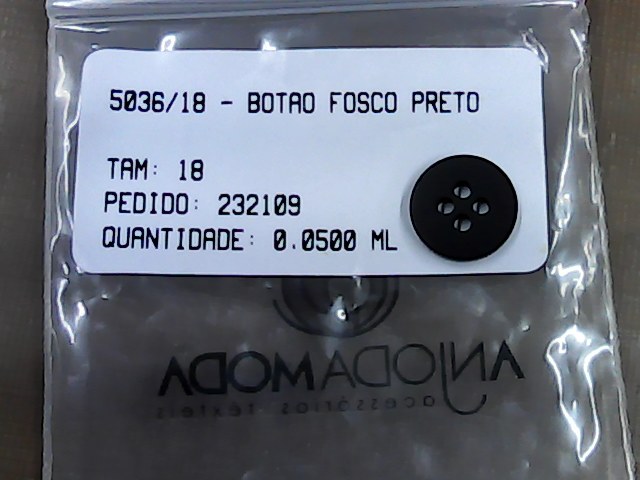 5036/18 - BOTAO FOSCO PRETO
TAM: 18
PEDIDO: 232109
QUANTIDADE: 0.0500 ML
ANJODAMODA
acessórios têxteis